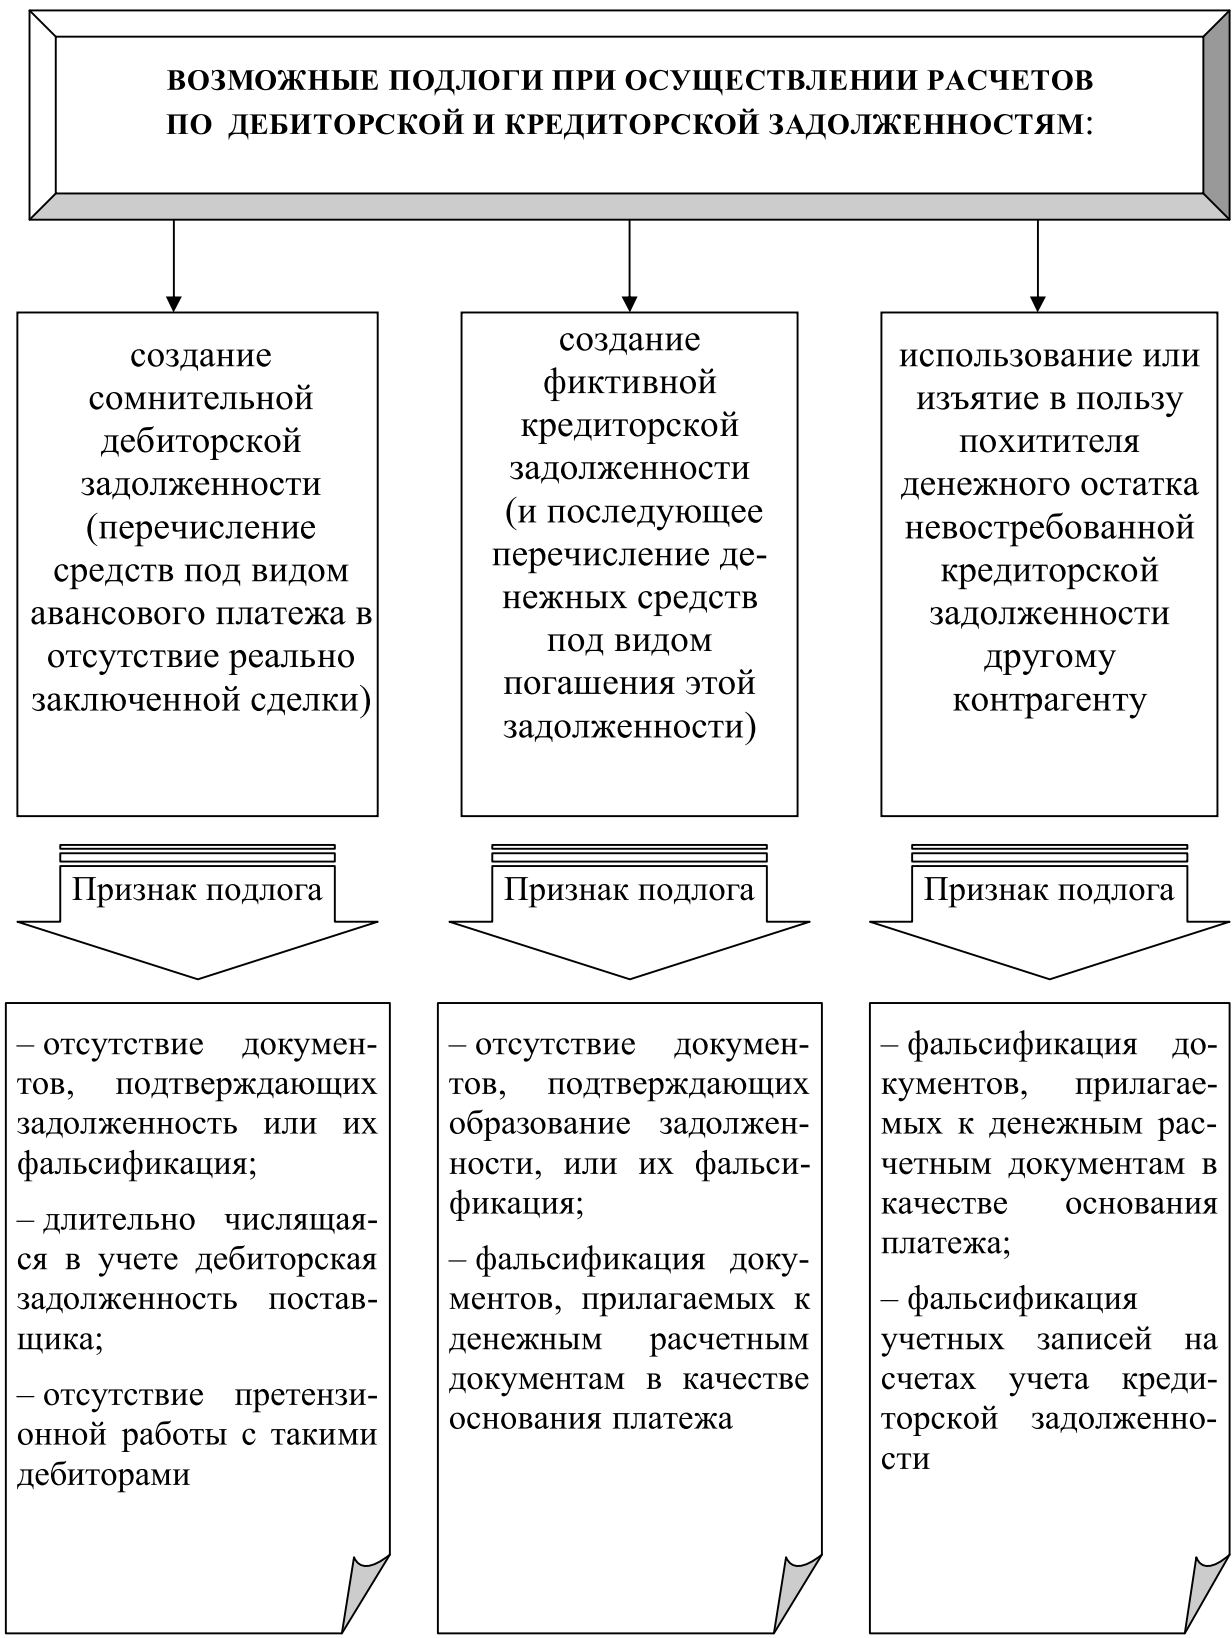 ВОЗМОЖНЫЕ ПОДЛОГИ ПРИ ОСУЩЕСТВЛЕНИИ РАСЧЕТОВ
ПО ДЕБИТОРСКОЙ И КРЕДИТОРСКОЙ ЗАДОЛЖЕННОСТЯМ:
создание
сомнительной
дебиторской
задолженности
(перечисление
средств под видом
авансового платежа в
отсутствие реально
заключенной сделки)
создание
фиктивной
кредиторской
задолженности
(и последующее
перечисление де-
нежных средств
под видом
погашения этой
задолженности)
использование или
изъятие в пользу
похитителя
денежного остатка
невостребованной
кредиторской
задолженности
другому
контрагенту
Признак подлога
Признак подлога
Признак подлога
– отсутствие докумен-
тов, подтверждающих
задолженность или их
фальсификация;
– длительно числящая-
ся в учете дебиторская
задолженность постав-
щика;
– отсутствие претензи-
онной работы с такими
дебиторами
– отсутствие докумен-
тов, подтверждающих
образование задолжен-
ности, или их фальси-
фикация;
– фальсификация доку-
ментов, прилагаемых к
денежным расчетным
документам в качестве
основания платежа
– фальсификация до-
кументов, прилагае-
мых к денежным рас-
четным документам в
качестве основания
платежа;
– фальсификация
учетных записей на
счетах учета креди-
торской задолженно-
сти